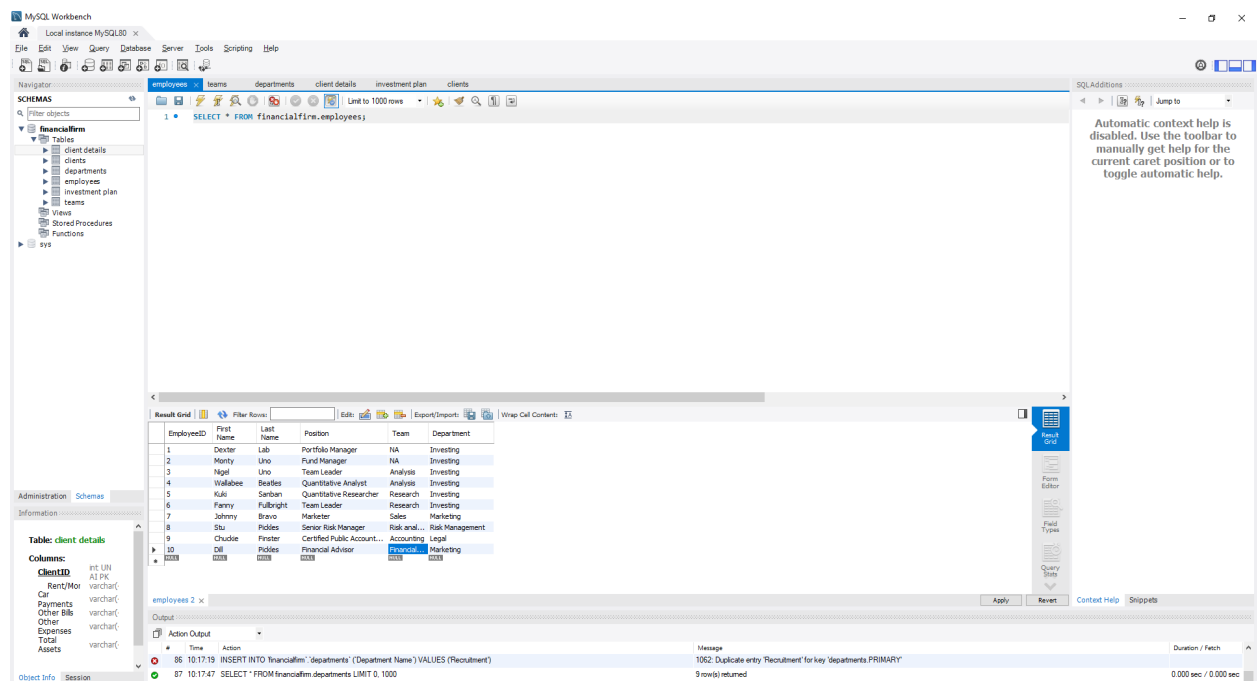 MySQL Workbench
Local instance MySQL80
File Edit View Query Database Server Tools Scripting Help
Navigator
SCHEMAS
Filter objects
financialfirm
Tables
client details
clients
departments
employees
investment plan
teams
Views
Stored Procedures
Functions
sys
Administration Schemas
Information
Table: client details
Columns:
ClientID int UN AI PK
Rent/Mor varchar(
Car Payments varchar(
Other Bills varchar(
Other Expenses varchar(
Total Assets varchar(
Object Info Session
employees teams departments client details investment plan clients
Limit to 1000 rows
1 SELECT * FROM financialfirm.employees;
Result Grid Filter Rows: Edit: Export/Import: Wrap Cell Content:
EmployeeID First Name Last Name Position Team Department
1 Dexter Lab Portfolio Manager NA Investing
2 Monty Uno Fund Manager NA Investing
3 Nigel Uno Team Leader Analysis Investing
4 Wallabee Beatles Quantitative Analyst Analysis Investing
5 Kuki Sanban Quantitative Researcher Research Investing
6 Fanny Fullbright Team Leader Research Investing
7 Johnny Bravo Marketer Sales Marketing
8 Stu Pickles Senior Risk Manager Risk anal... Risk Management
9 Chuckie Finster Certified Public Account... Accounting Legal
10 Dill Pickles Financial Advisor Financial... Marketing
NULL NULL NULL NULL NULL NULL
Result Grid
Form Editor
Field Types
Query Stats
employees 2 Apply Revert
Output
Action Output
# Time Action Message Duration / Fetch
86 10:17:19 INSERT INTO `financialfirm`.`departments` (`Department Name`) VALUES ('Recruitment') 1062: Duplicate entry 'Recruitment' for key 'departments.PRIMARY'
87 10:17:47 SELECT * FROM financialfirm.departments LIMIT 0, 1000 9 row(s) returned 0.000 sec / 0.000 sec
SQLAdditions
Jump to
Automatic context help is
disabled. Use the toolbar to
manually get help for the
current caret position or to
toggle automatic help.
Context Help Snippets